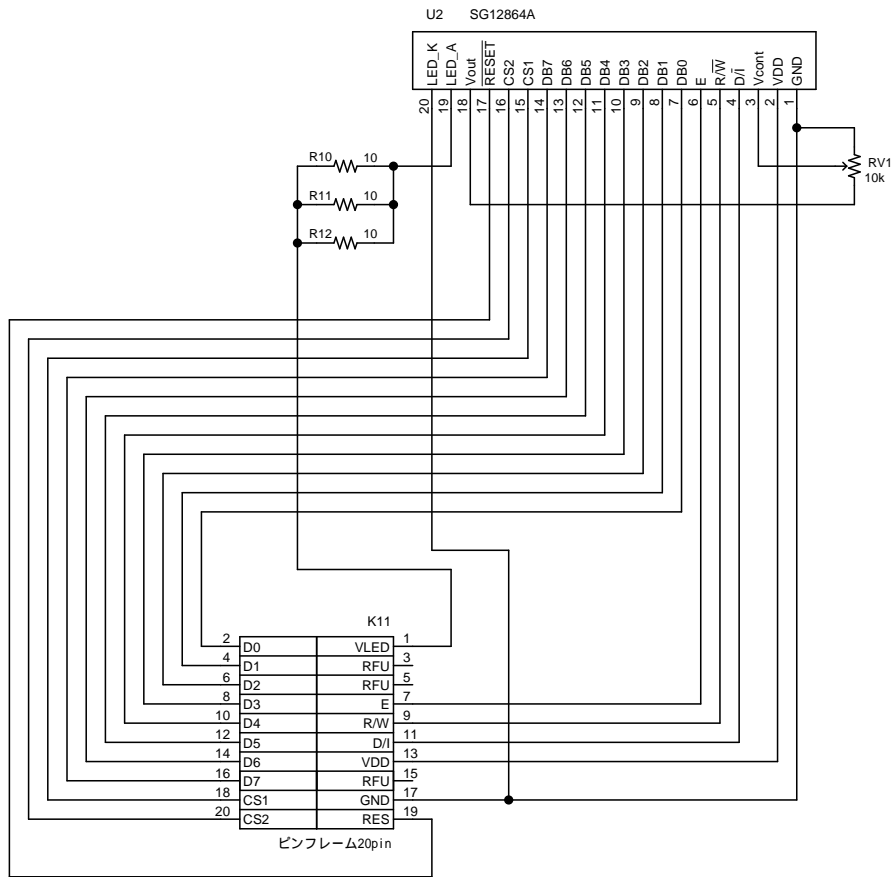 U2 SG12864A
LED_K
LED_A
Vout
RESET
CS2
CS1
DB7
DB6
DB5
DB4
DB3
DB2
DB1
DB0
E
R/W
D/I
Vcont
VDD
GND
20
19
18
17
16
15
14
13
12
11
10
9
8
7
6
5
4
3
2
1
R10 10
R11 10
R12 10
RV1
10k
K11
2 D0 VLED 1
4 D1 RFU 3
6 D2 RFU 5
8 D3 E 7
10 D4 R/W 9
12 D5 D/I 11
14 D6 VDD 13
16 D7 RFU 15
18 CS1 GND 17
20 CS2 RES 19
ピンフレーム20pin